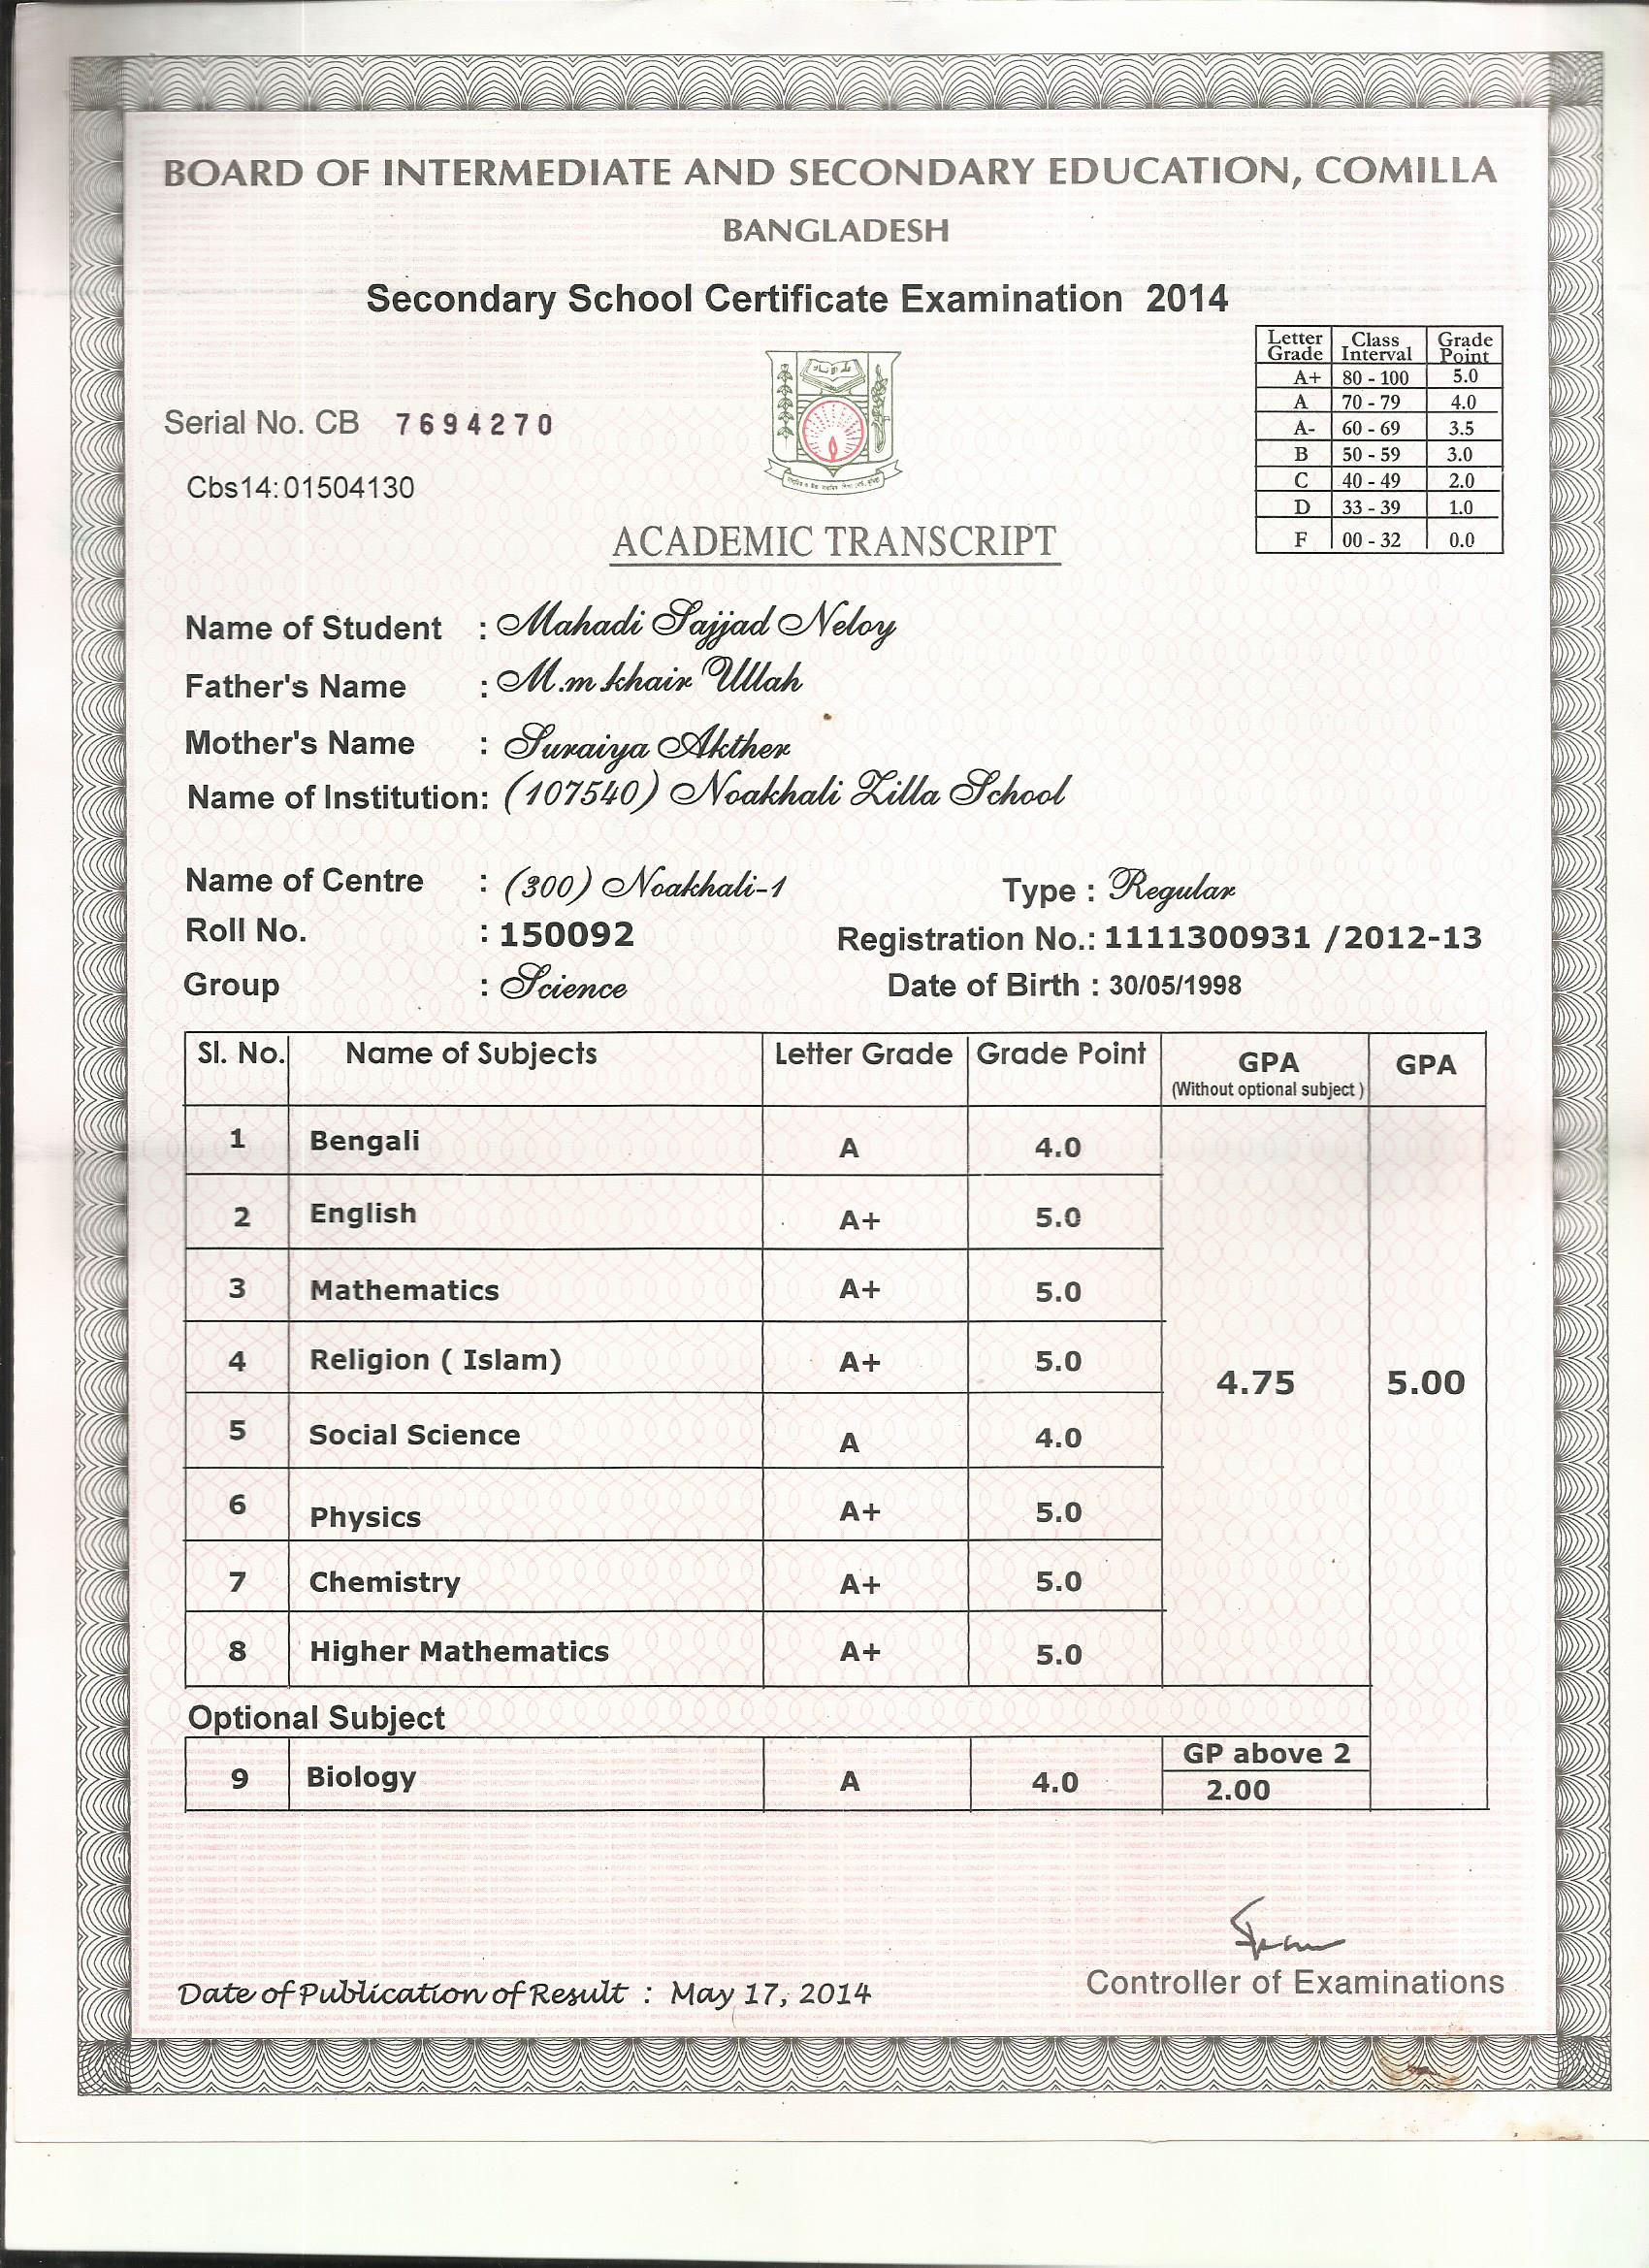 BOARD OF INTERMEDIATE AND SECONDARY EDUCATION, COMILLA
BANGLADESH
Secondary School Certificate Examination 2014
Letter Grade Class Interval Grade Point
A+ 80 - 100 5.0
A 70 - 79 4.0
A- 60 - 69 3.5
B 50 - 59 3.0
C 40 - 49 2.0
D 33 - 39 1.0
F 00 - 32 0.0
Serial No. CB 7694270
Cbs14:01504130
ACADEMIC TRANSCRIPT
Name of Student : Mahadi Sajjad Neloy
Father's Name : M.m khair Ullah
Mother's Name : Suraiya Akther
Name of Institution: (107540) Noakhali Zilla School
Name of Centre : (300) Noakhali-1 Type : Regular
Roll No. : 150092 Registration No.: 1111300931 /2012-13
Group : Science Date of Birth : 30/05/1998
Sl. No. Name of Subjects Letter Grade Grade Point GPA (Without optional subject ) GPA
1 Bengali A 4.0
2 English A+ 5.0
3 Mathematics A+ 5.0
4 Religion ( Islam) A+ 5.0
4.75 5.00
5 Social Science A 4.0
6 Physics A+ 5.0
7 Chemistry A+ 5.0
8 Higher Mathematics A+ 5.0
Optional Subject
9 Biology A 4.0 GP above 2
2.00
Date of Publication of Result : May 17, 2014
Controller of Examinations